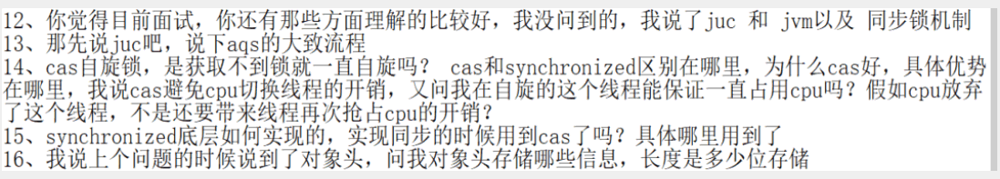 12、你觉得目前面试，你还有那些方面理解的比较好，我没问到的，我说了juc 和 jvm以及 同步锁机制
13、那先说juc吧，说下aqs的大致流程
14、cas自旋锁，是获取不到锁就一直自旋吗？ cas和synchronized区别在哪里，为什么cas好，具体优势
在哪里，我说cas避免cpu切换线程的开销，又问我在自旋的这个线程能保证一直占用cpu吗？假如cpu放弃
了这个线程，不是还要带来线程再次抢占cpu的开销？
15、synchronized底层如何实现的，实现同步的时候用到cas了吗？具体哪里用到了
16、我说上个问题的时候说到了对象头，问我对象头存储哪些信息，长度是多少位存储